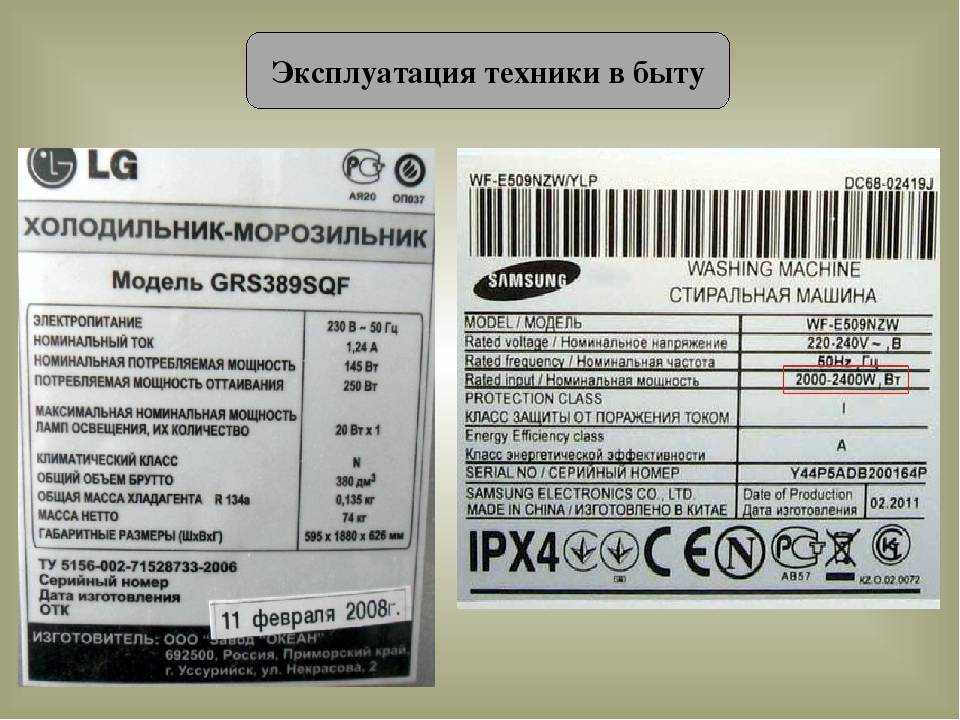 Эксплуатация техники в быту
LG
АЯ20 ОП037
ХОЛОДИЛЬНИК-МОРОЗИЛЬНИК
Модель GRS389SQF
ЭЛЕКТРОПИТАНИЕ 230 В ~ 50 Гц
НОМИНАЛЬНЫЙ ТОК 1,24 А
НОМИНАЛЬНАЯ ПОТРЕБЛЯЕМАЯ МОЩНОСТЬ 145 Вт
ПОТРЕБЛЯЕМАЯ МОЩНОСТЬ ОТТАИВАНИЯ 250 Вт
МАКСИМАЛЬНАЯ НОМИНАЛЬНАЯ МОЩНОСТЬ
ЛАМП ОСВЕЩЕНИЯ, ИХ КОЛИЧЕСТВО 20 Вт x 1
КЛИМАТИЧЕСКИЙ КЛАСС N
ОБЩИЙ ОБЪЕМ БРУТТО 380 дм³
ОБЩАЯ МАССА ХЛАДАГЕНТА R 134a 0,135 кг
МАССА НЕТТО 74 кг
ГАБАРИТНЫЕ РАЗМЕРЫ (ШхВхГ) 595 x 1880 x 626 мм
ТУ 5156-002-71528733-2006
Серийный номер
Дата изготовления
ОТК
11 февраля 2008г.
ИЗГОТОВИТЕЛЬ: ООО "Завод "ОКЕАН"
692500, Россия, Приморский край,
г. Уссурийск, ул. Некрасова, 2
WF-E509NZW/YLP DC68-02419J
SAMSUNG
WASHING MACHINE
СТИРАЛЬНАЯ МАШИНА
MODEL / МОДЕЛЬ WF-E509NZW
Rated voltage / Номинальное напряжение 220-240V ~ ,В
Rated frequency / Номинальная частота 50Hz , Гц
Rated input / Номинальная мощность 2000-2400W , Вт
PROTECTION CLASS
КЛАСС ЗАЩИТЫ ОТ ПОРАЖЕНИЯ ТОКОМ I
Energy Efficiency class
Класс энергетической эффективности A
SERIAL NO / СЕРИЙНЫЙ НОМЕР Y44P5ADB200164P
SAMSUNG ELECTRONICS CO., LTD.
MADE IN CHINA / ИЗГОТОВЛЕНО В КИТАЕ
Date of Production
Дата изготовления
02.2011
IPX4
АВ57
KZ.O.02.0072